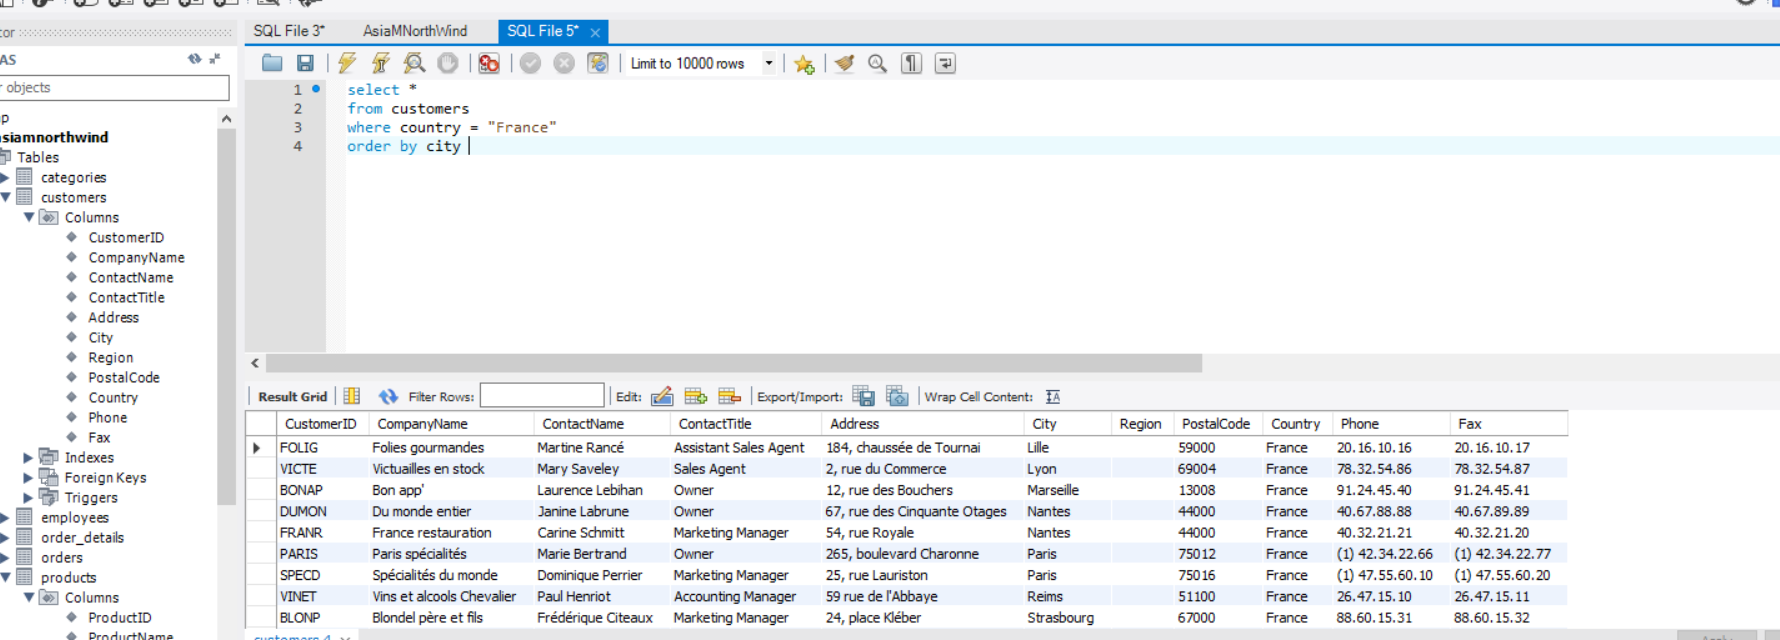 tor
SQL File 3*
AsiaMNorthWind
SQL File 5*
AS
r objects
Limit to 10000 rows
1 select *
2 from customers
3 where country = "France"
4 order by city
p
asiamnorthwind
Tables
categories
customers
Columns
CustomerID
CompanyName
ContactName
ContactTitle
Address
City
Region
PostalCode
Country
Phone
Fax
Indexes
Foreign Keys
Triggers
employees
order_details
orders
products
Columns
ProductID
ProductName
Result Grid Filter Rows: Edit: Export/Import: Wrap Cell Content:
CustomerID CompanyName ContactName ContactTitle Address City Region PostalCode Country Phone Fax
FOLIG Folies gourmandes Martine Rancé Assistant Sales Agent 184, chaussée de Tournai Lille 59000 France 20.16.10.16 20.16.10.17
VICTE Victuailles en stock Mary Saveley Sales Agent 2, rue du Commerce Lyon 69004 France 78.32.54.86 78.32.54.87
BONAP Bon app' Laurence Lebihan Owner 12, rue des Bouchers Marseille 13008 France 91.24.45.40 91.24.45.41
DUMON Du monde entier Janine Labrune Owner 67, rue des Cinquante Otages Nantes 44000 France 40.67.88.88 40.67.89.89
FRANR France restauration Carine Schmitt Marketing Manager 54, rue Royale Nantes 44000 France 40.32.21.21 40.32.21.20
PARIS Paris spécialités Marie Bertrand Owner 265, boulevard Charonne Paris 75012 France (1) 42.34.22.66 (1) 42.34.22.77
SPECD Spécialités du monde Dominique Perrier Marketing Manager 25, rue Lauriston Paris 75016 France (1) 47.55.60.10 (1) 47.55.60.20
VINET Vins et alcools Chevalier Paul Henriot Accounting Manager 59 rue de l'Abbaye Reims 51100 France 26.47.15.10 26.47.15.11
BLONP Blondel père et fils Frédérique Citeaux Marketing Manager 24, place Kléber Strasbourg 67000 France 88.60.15.31 88.60.15.32
customers 4
Apply